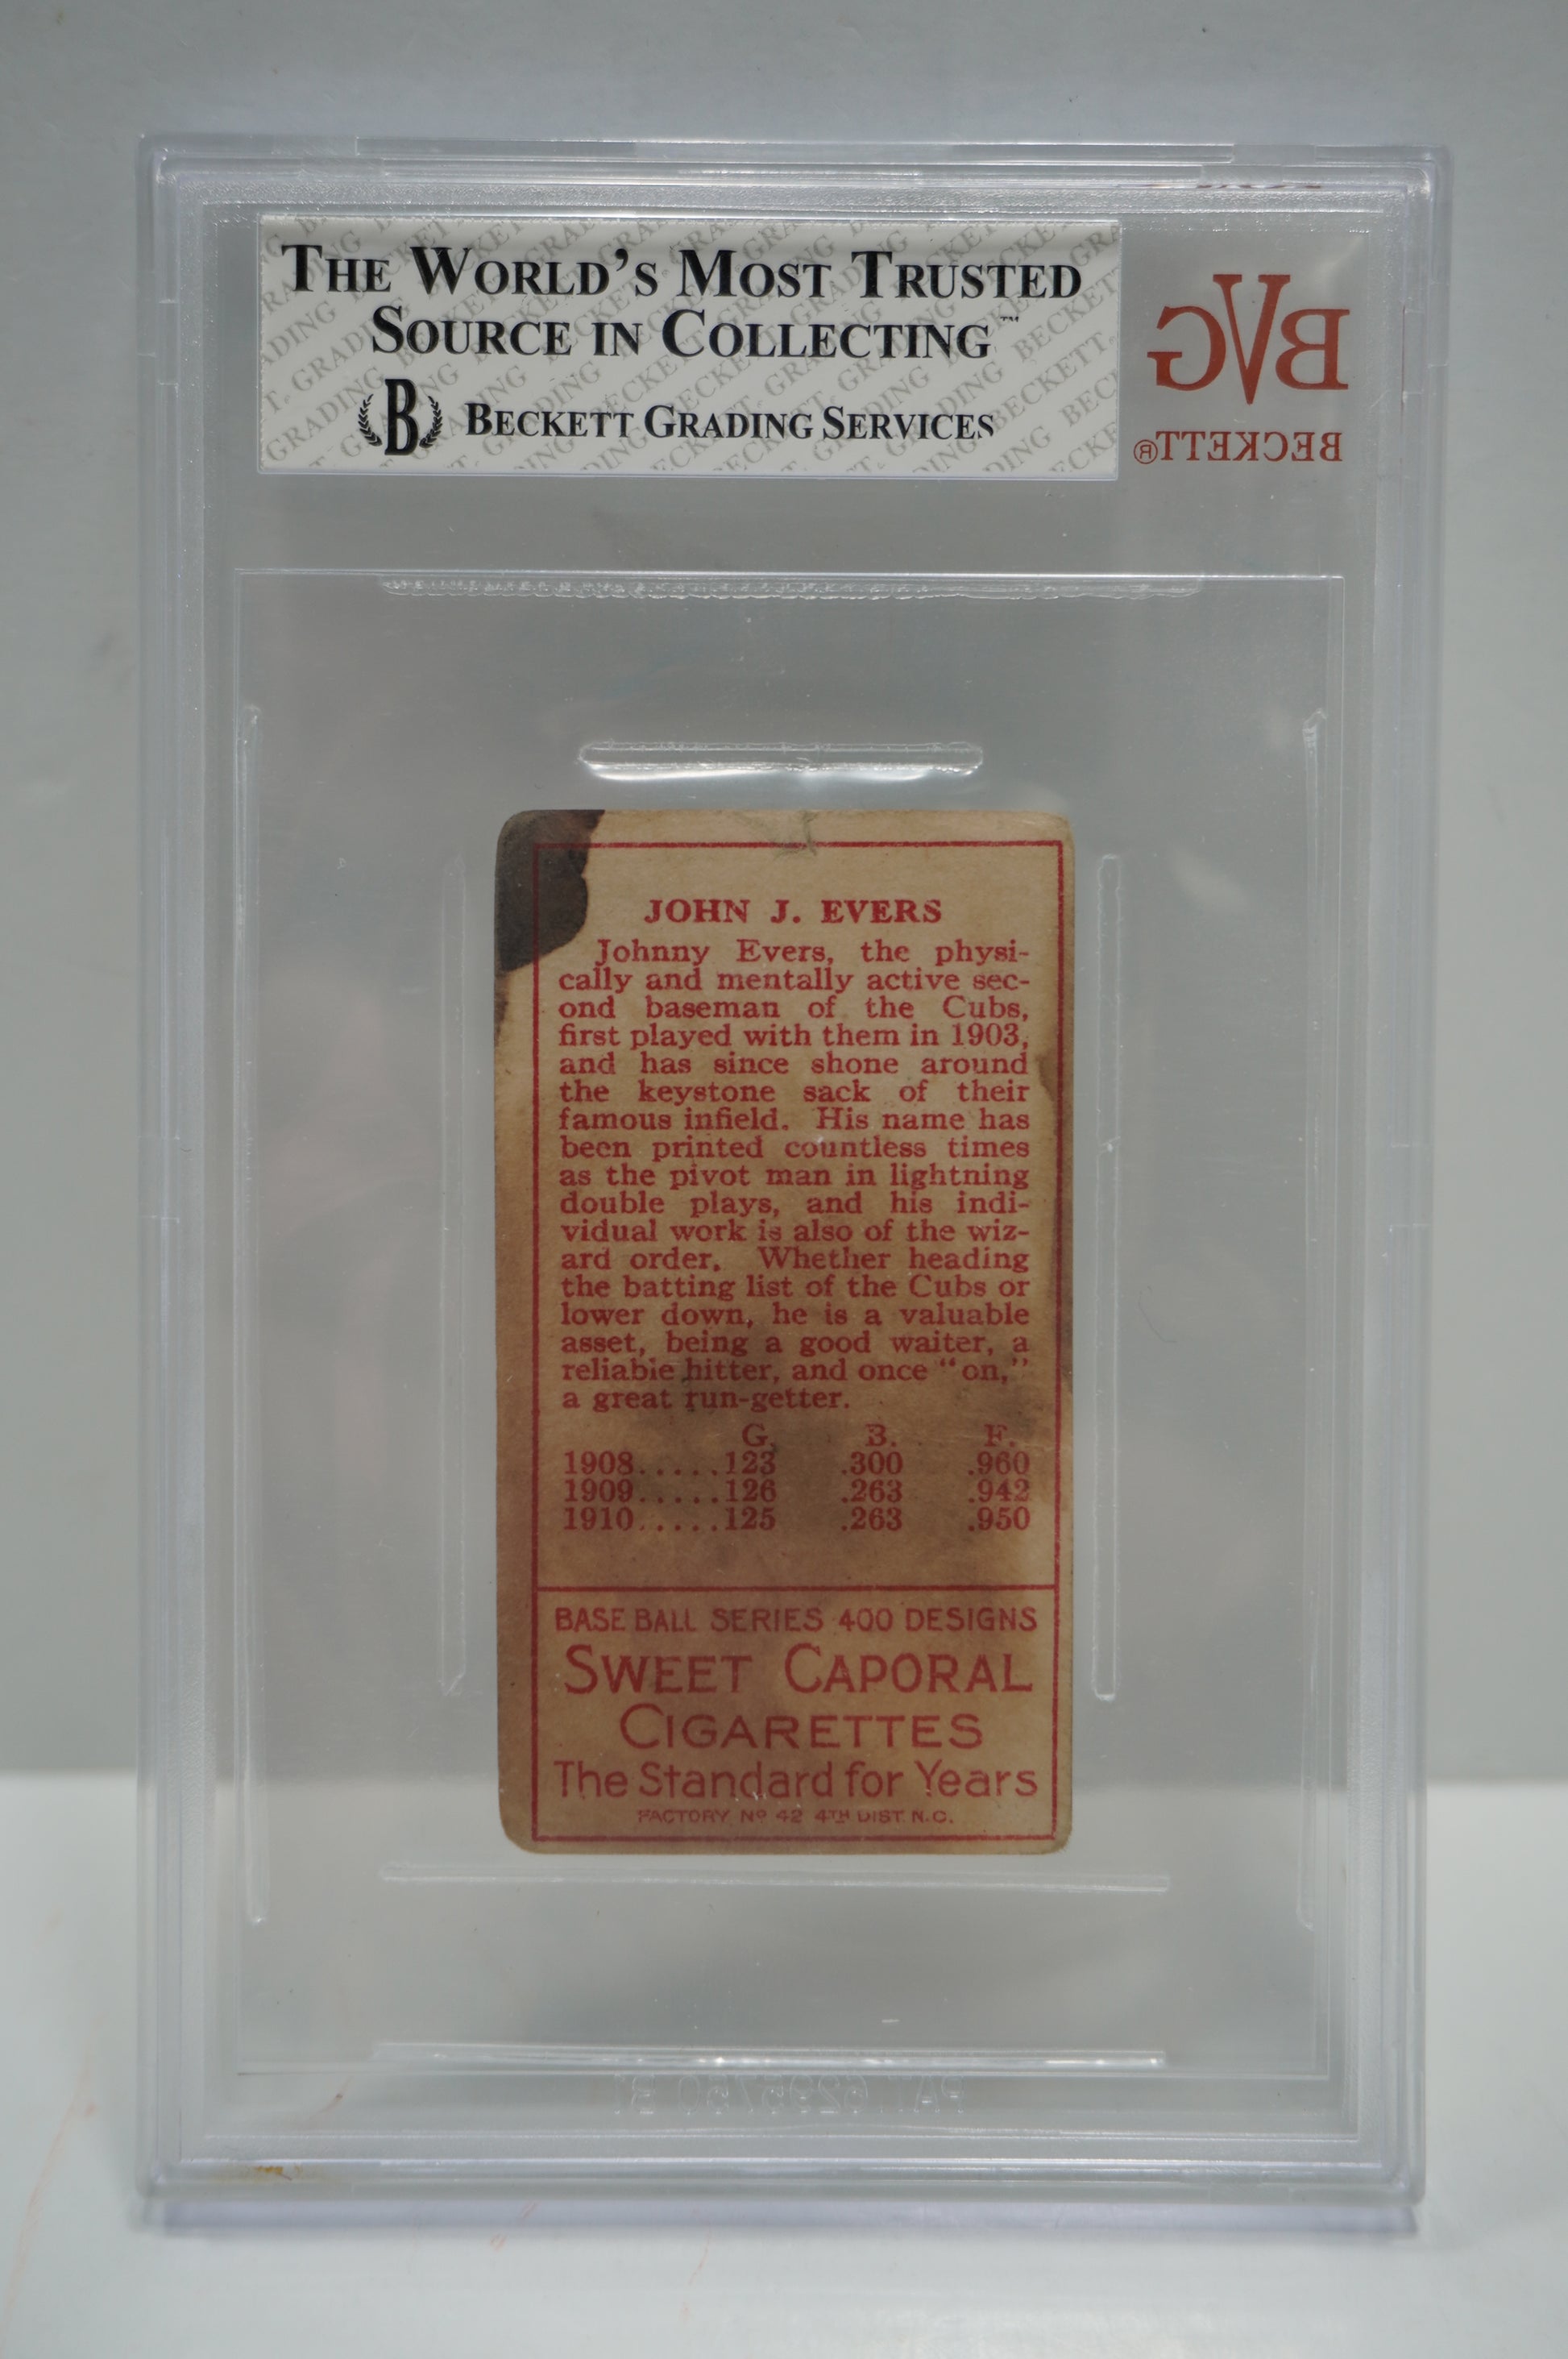 THE WORLD'S MOST TRUSTED
SOURCE IN COLLECTING™
B BECKETT GRADING SERVICES
BVG
BECKETT®
JOHN J. EVERS
Johnny Evers, the physi-
cally and mentally active sec-
ond baseman of the Cubs,
first played with them in 1903,
and has since shone around
the keystone sack of their
famous infield. His name has
been printed countless times
as the pivot man in lightning
double plays, and his indi-
vidual work is also of the wiz-
ard order. Whether heading
the batting list of the Cubs or
lower down, he is a valuable
asset, being a good waiter, a
reliable hitter, and once "on,"
a great run-getter.
G. B. F.
1908.....123 .300 .960
1909.....126 .263 .942
1910.....125 .263 .950
BASE BALL SERIES 400 DESIGNS
SWEET CAPORAL
CIGARETTES
The Standard for Years
FACTORY Nº 42 4TH DIST. N.C.